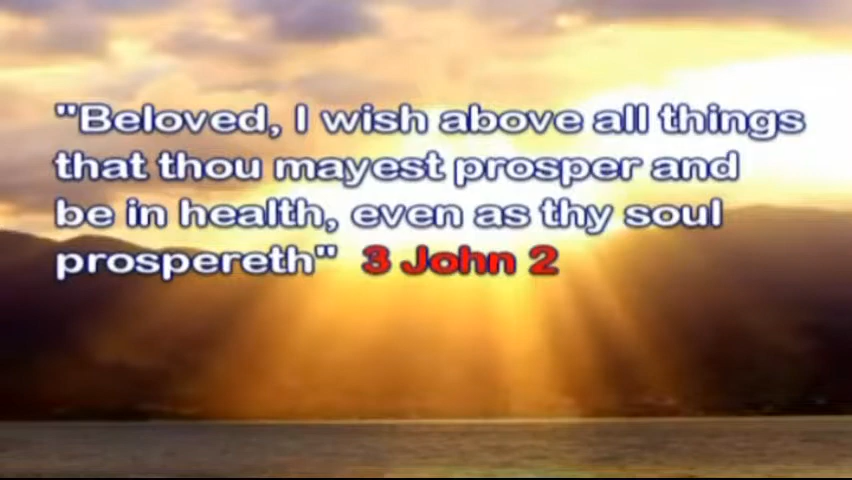 "Beloved, I wish above all things
that thou mayest prosper and
be in health, even as thy soul
prospereth" 3 John 2